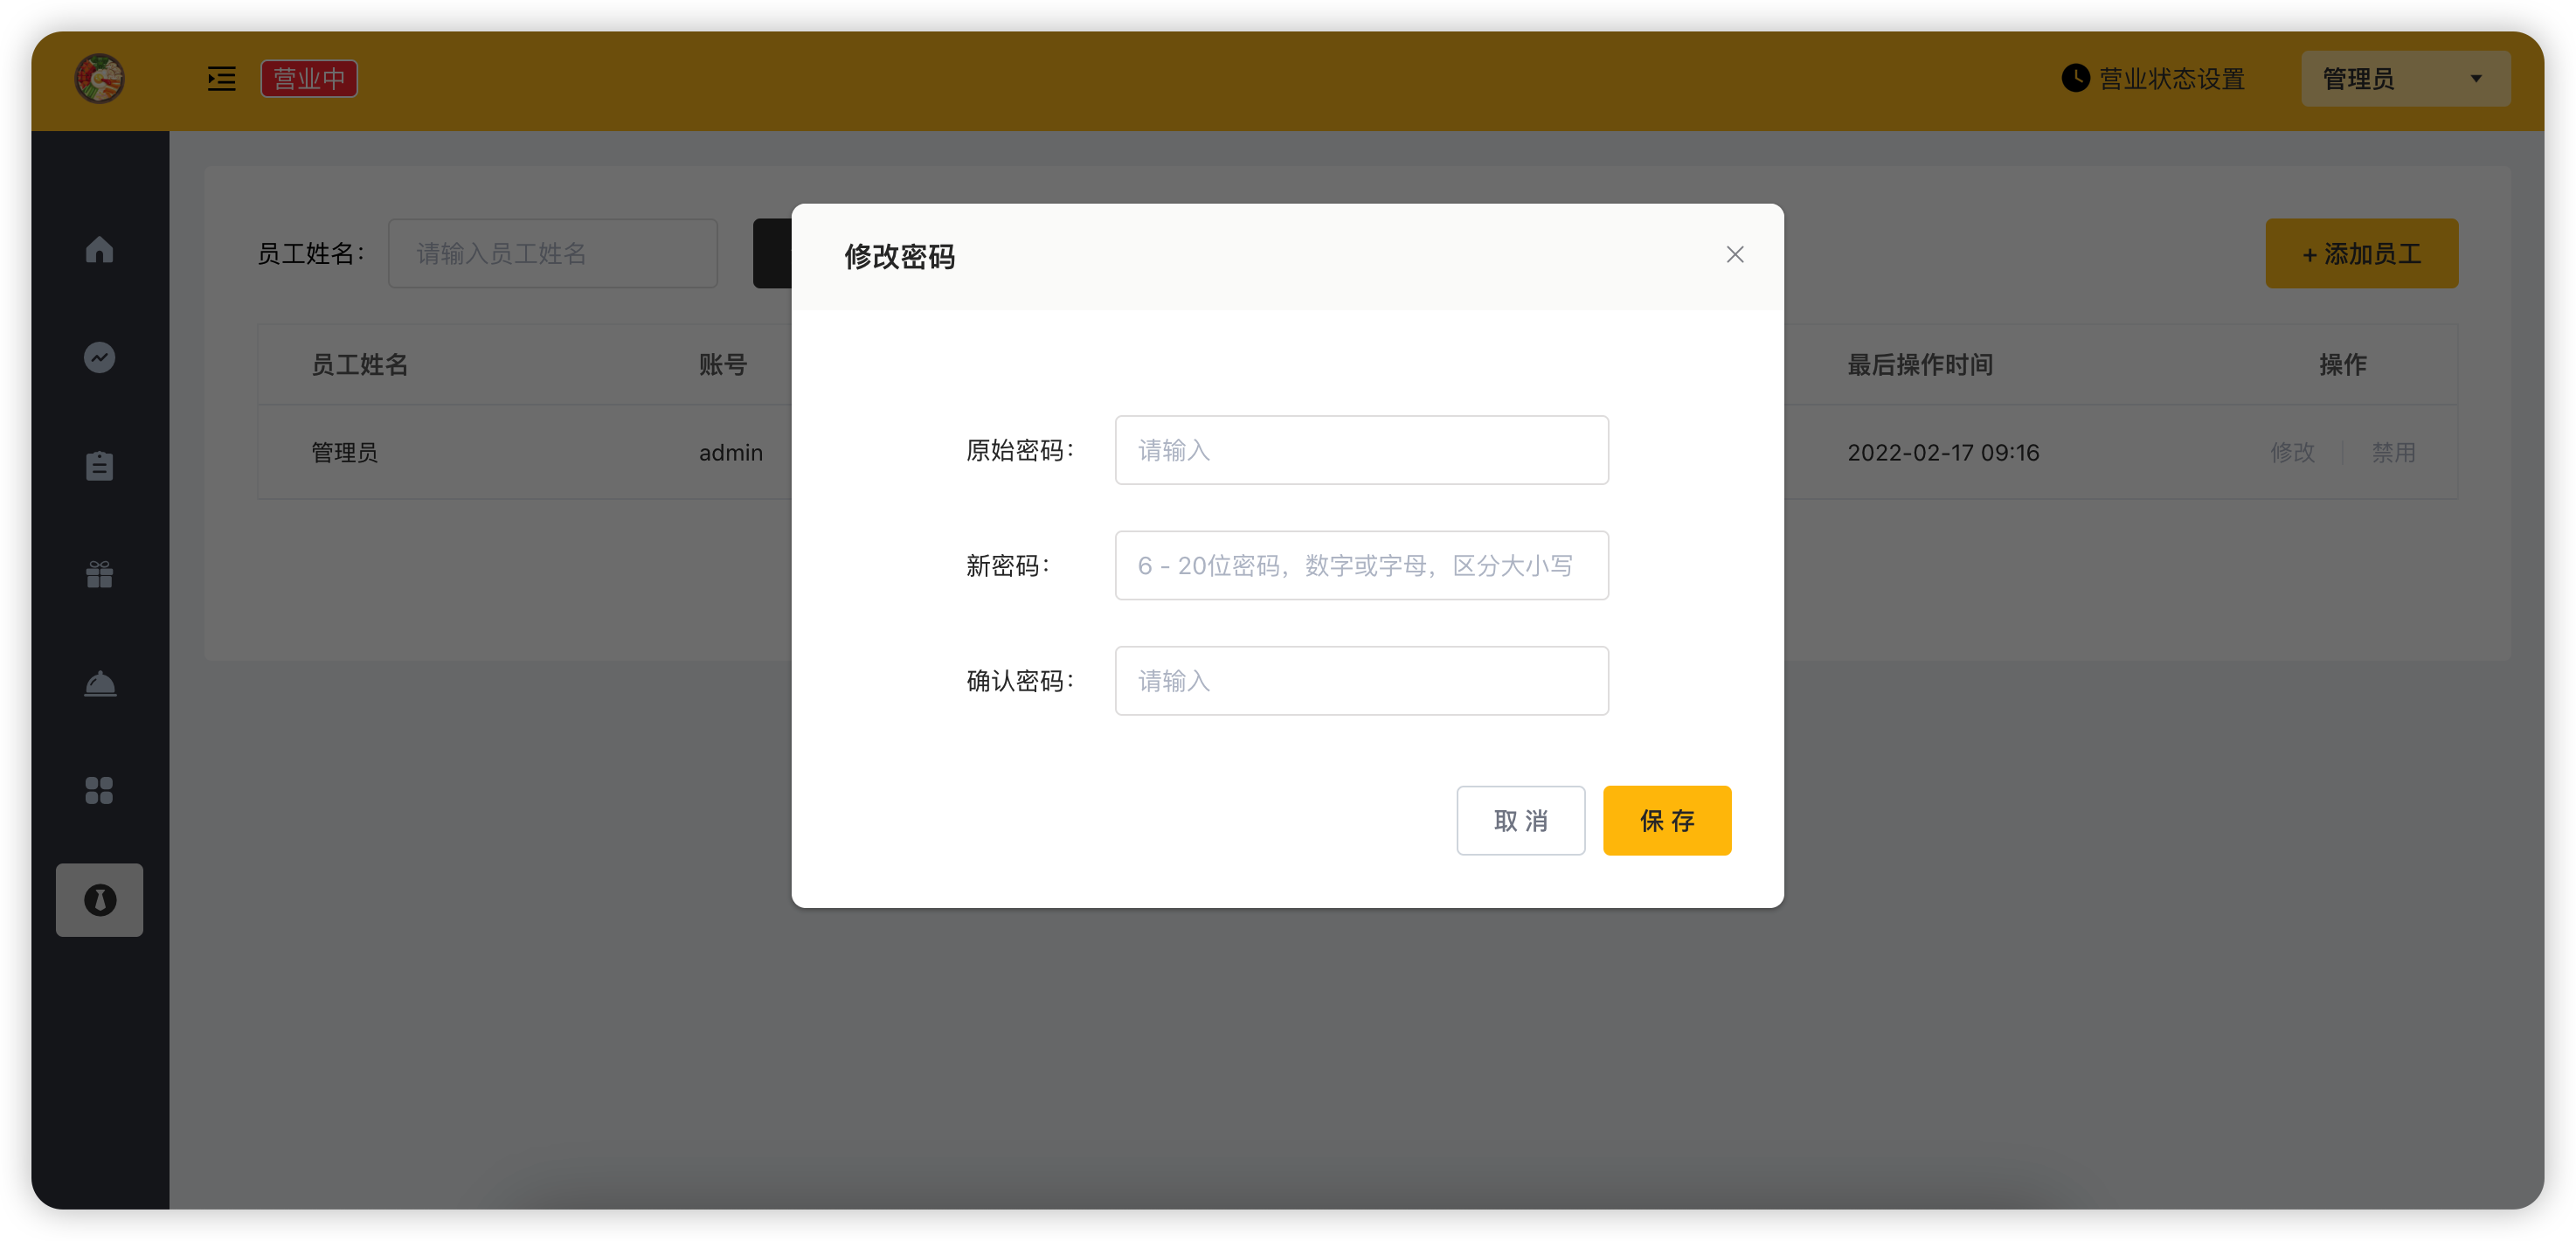 营业中
营业状态设置
管理员
员工姓名：
请输入员工姓名
+ 添加员工
员工姓名
账号
最后操作时间
操作
管理员
admin
2022-02-17 09:16
修改
禁用
修改密码
原始密码：
请输入
新密码：
6 - 20位密码，数字或字母，区分大小写
确认密码：
请输入
取 消
保 存